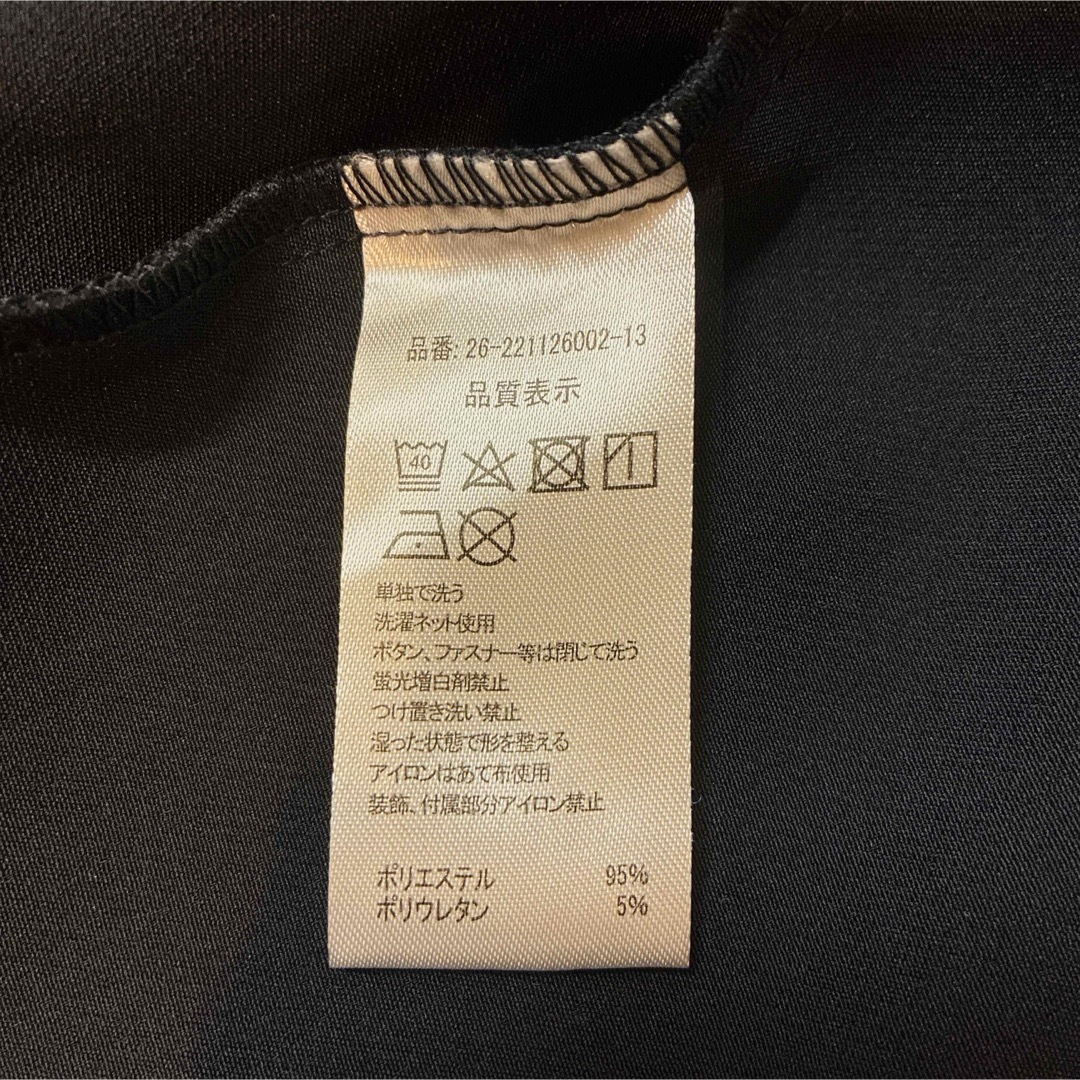 品番: 26-221126002-13
品質表示
40
単独で洗う
洗濯ネット使用
ボタン、ファスナー等は閉じて洗う
蛍光増白剤禁止
つけ置き洗い禁止
湿った状態で形を整える
アイロンはあて布使用
装飾、付属部分アイロン禁止
ポリエステル 95%
ポリウレタン 5%